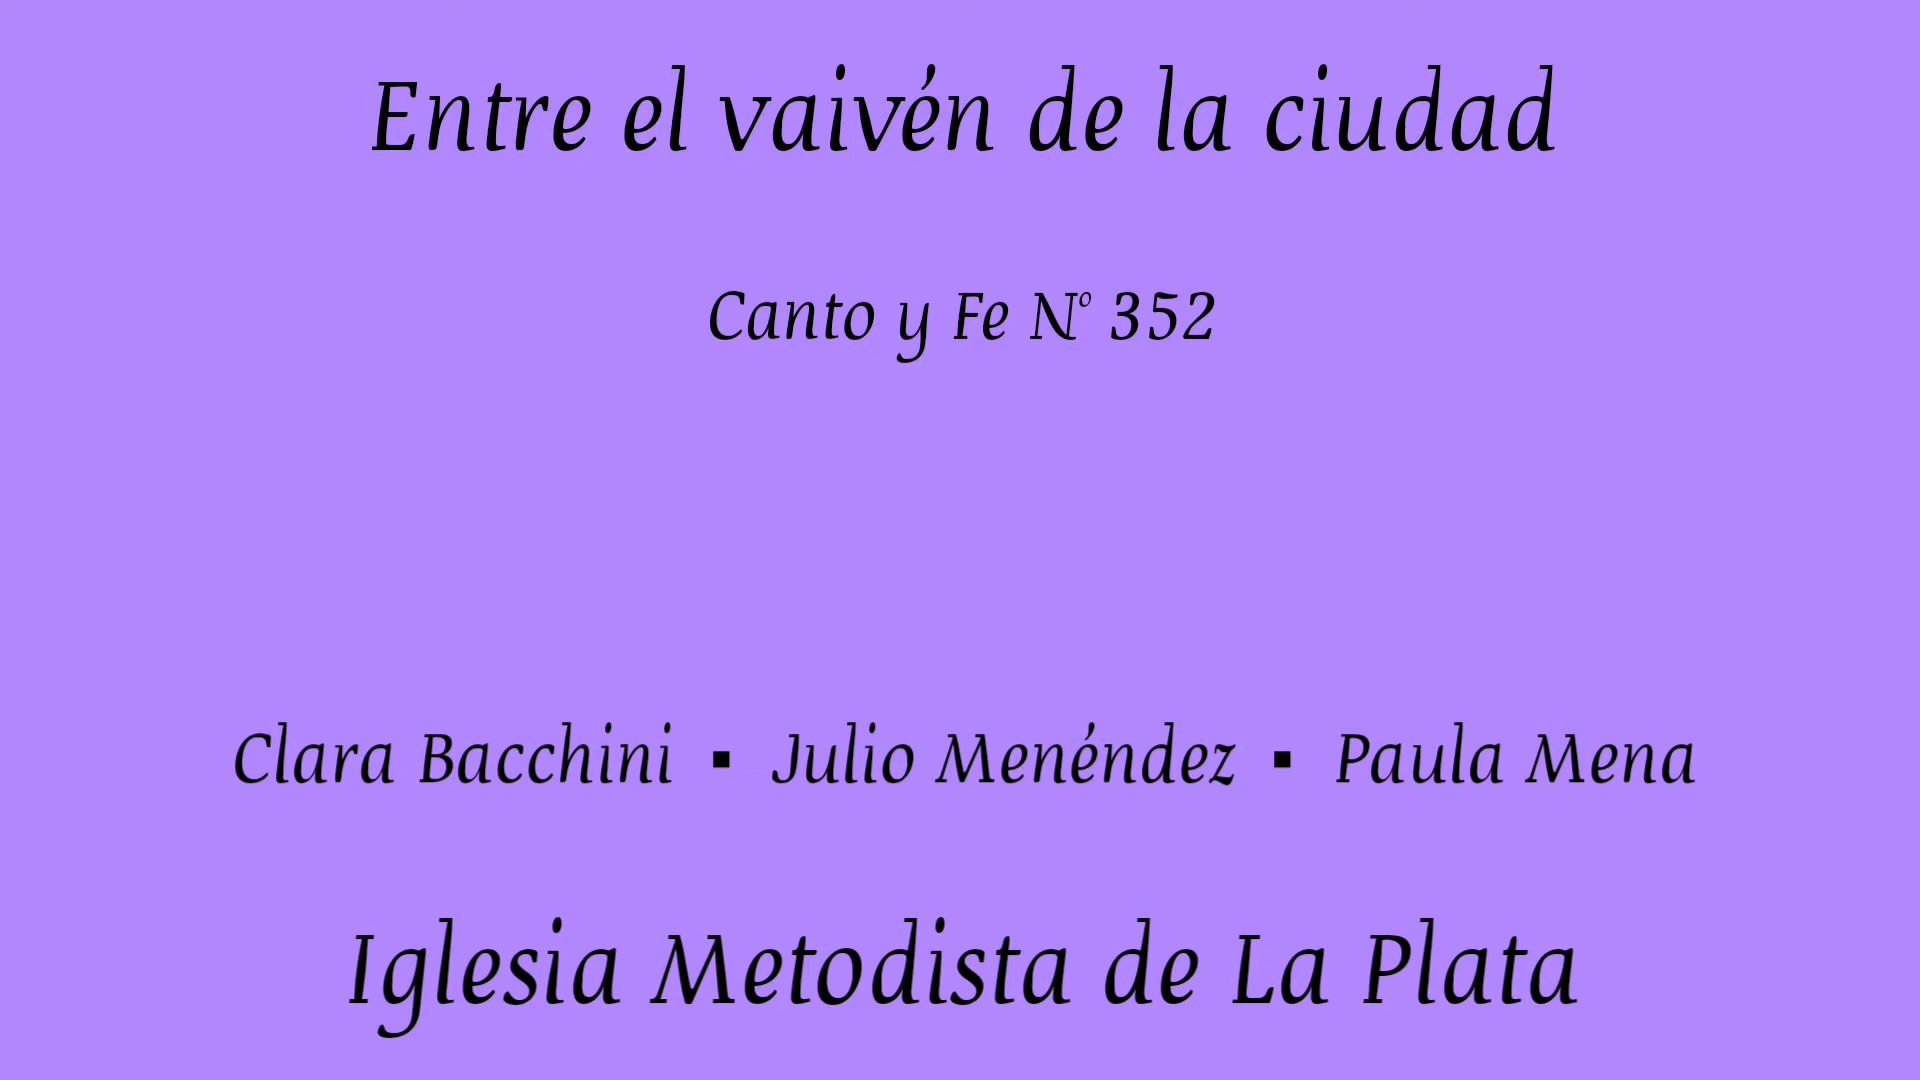 Entre el vaivén de la ciudad
Canto y Fe Nº 352
Clara Bacchini ▪ Julio Menéndez ▪ Paula Mena
Iglesia Metodista de La Plata